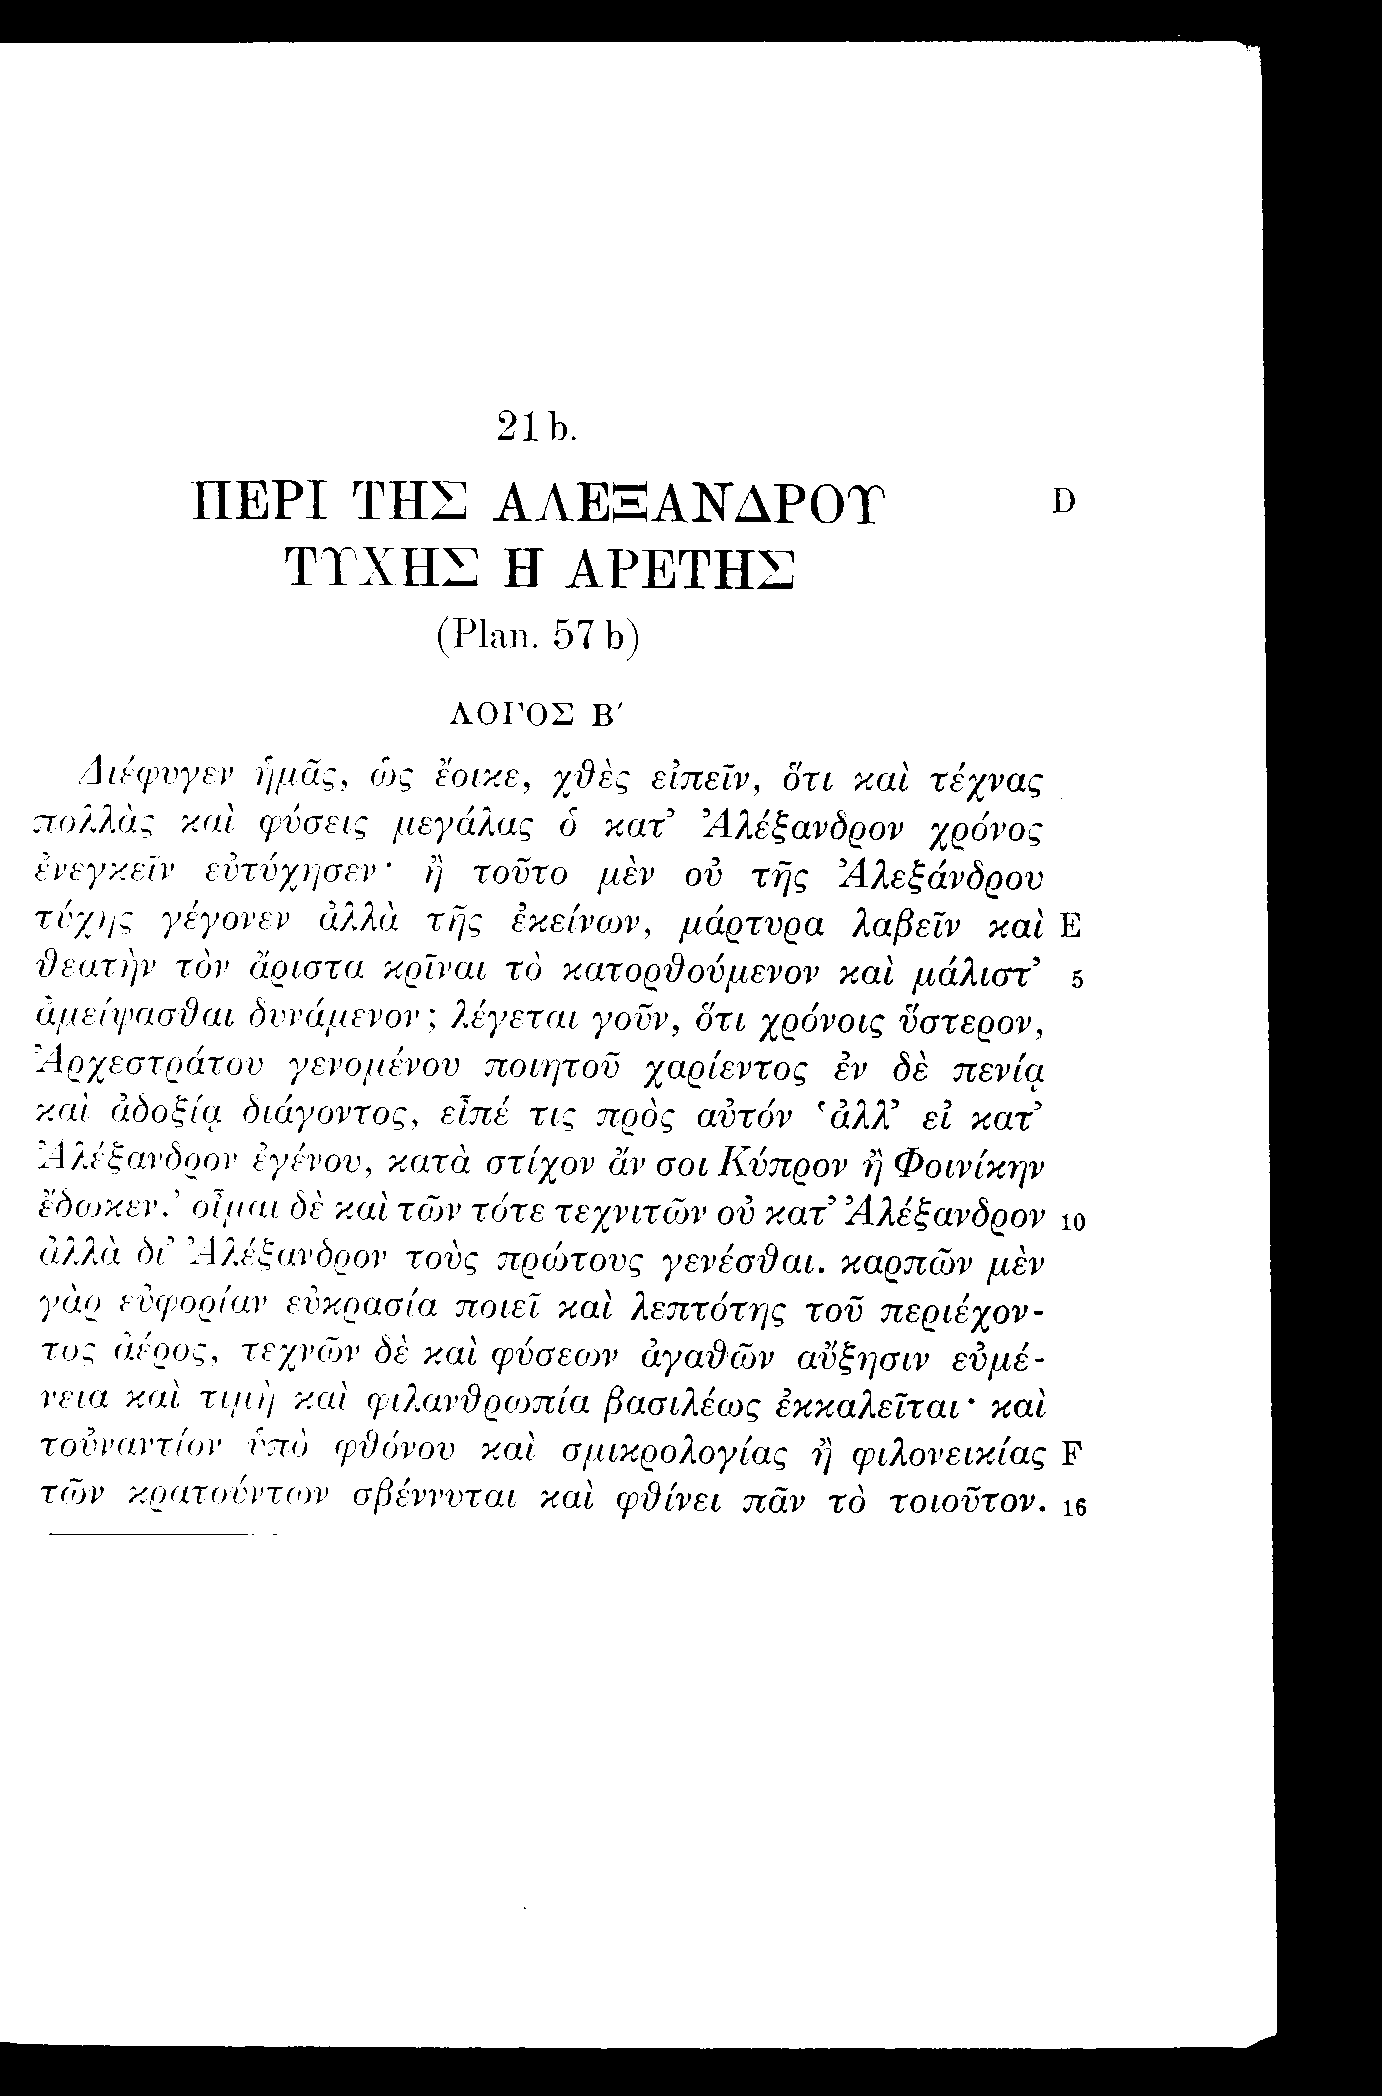 21 b.
ΠΕΡΙ ΤΗΣ ΑΛΕΞΑΝΔΡΟΥ D
ΤΥΧΗΣ Η ΑΡΕΤΗΣ
(Plan. 57 b)
ΛΟΓΟΣ Β′
Διέφυγεν ἡμᾶς, ὡς ἔοικε, χθὲς εἰπεῖν, ὅτι καὶ τέχνας
πολλὰς καὶ φύσεις μεγάλας ὁ κατ’ Ἀλέξανδρον χρόνος
ἐνεγκεῖν εὐτύχησεν· ἢ τοῦτο μὲν οὐ τῆς Ἀλεξάνδρου
τύχης γέγονεν ἀλλὰ τῆς ἐκείνων, μάρτυρα λαβεῖν καὶ E
θεατὴν τὸν ἄριστα κρῖναι τὸ κατορθούμενον καὶ μάλιστ’ 5
ἀμείψασθαι δυνάμενον; λέγεται γοῦν, ὅτι χρόνοις ὕστερον,
Ἀρχεστράτου γενομένου ποιητοῦ χαρίεντος ἐν δὲ πενίᾳ
καὶ ἀδοξίᾳ διάγοντος, εἶπέ τις πρὸς αὐτόν ‘ἀλλ’ εἰ κατ’
Ἀλέξανδρον ἐγένου, κατὰ στίχον ἄν σοι Κύπρον ἢ Φοινίκην
ἔδωκεν.’ οἶμαι δὲ καὶ τῶν τότε τεχνιτῶν οὐ κατ’ Ἀλέξανδρον 10
ἀλλὰ δι’ Ἀλέξανδρον τοὺς πρώτους γενέσθαι. καρπῶν μὲν
γὰρ εὐφορίαν εὐκρασία ποιεῖ καὶ λεπτότης τοῦ περιέχον-
τος ἀέρος, τεχνῶν δὲ καὶ φύσεων ἀγαθῶν αὔξησιν εὐμέ-
νεια καὶ τιμὴ καὶ φιλανθρωπία βασιλέως ἐκκαλεῖται· καὶ
τοὐναντίον ὑπὸ φθόνου καὶ σμικρολογίας ἢ φιλονεικίας F
τῶν κρατούντων σβέννυται καὶ φθίνει πᾶν τὸ τοιοῦτον. 16